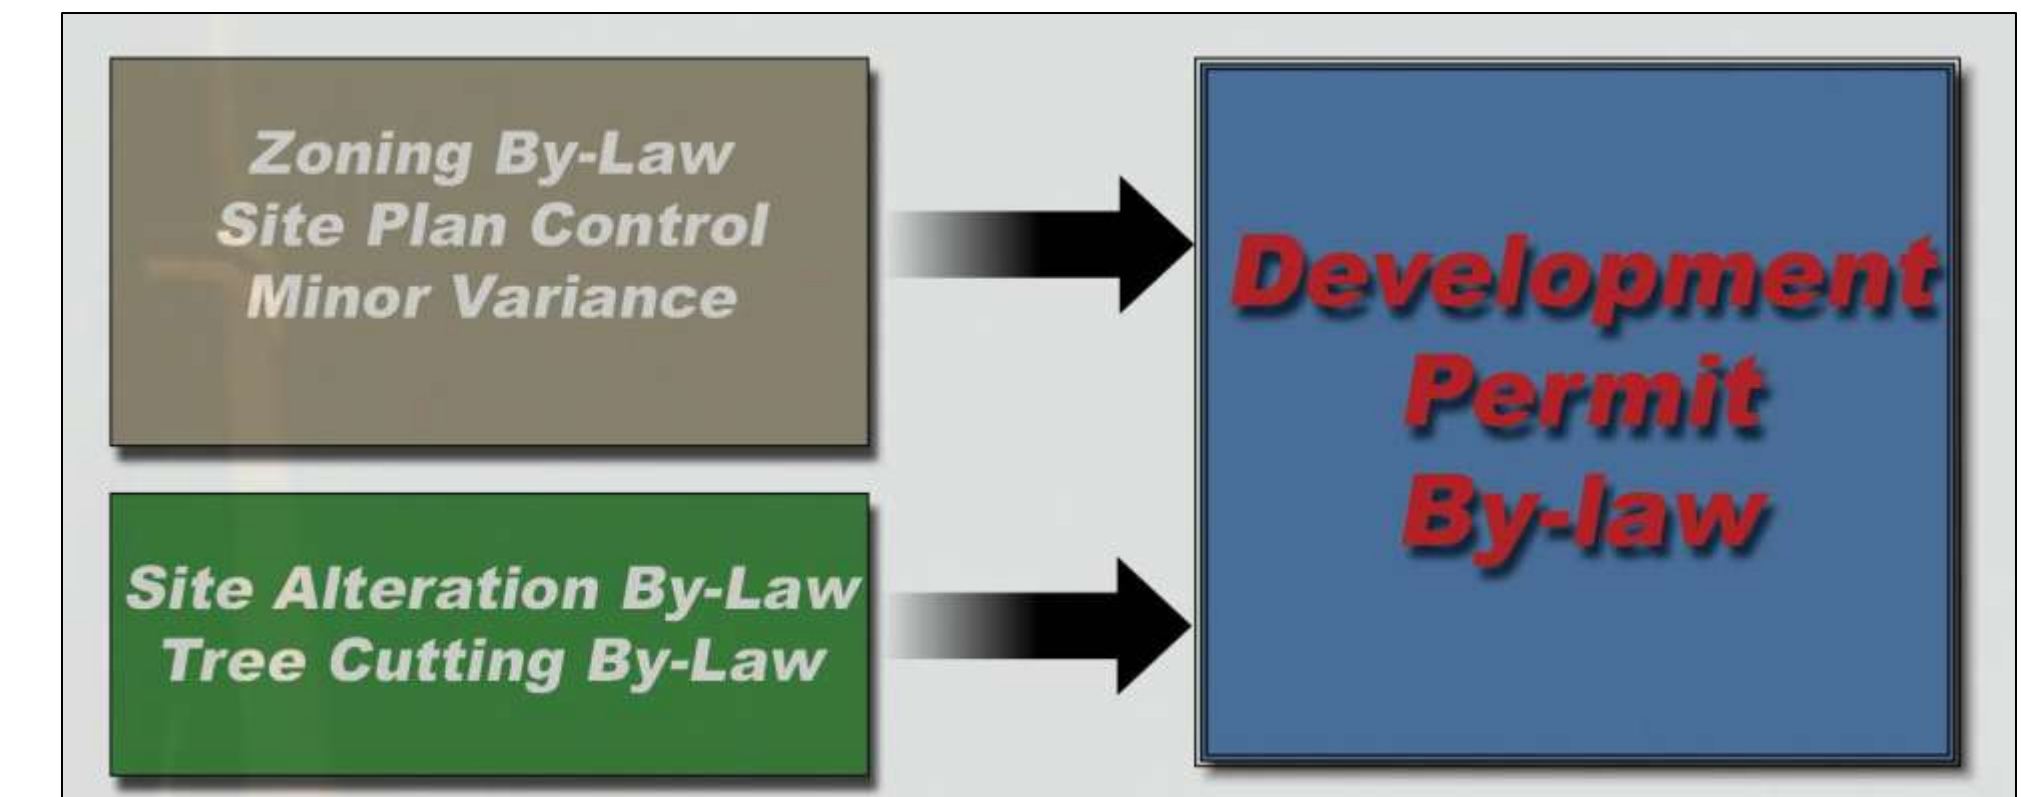 Zoning By-Law
Site Plan Control
Minor Variance
Site Alteration By-Law
Tree Cutting By-Law
Development
Permit
By-law